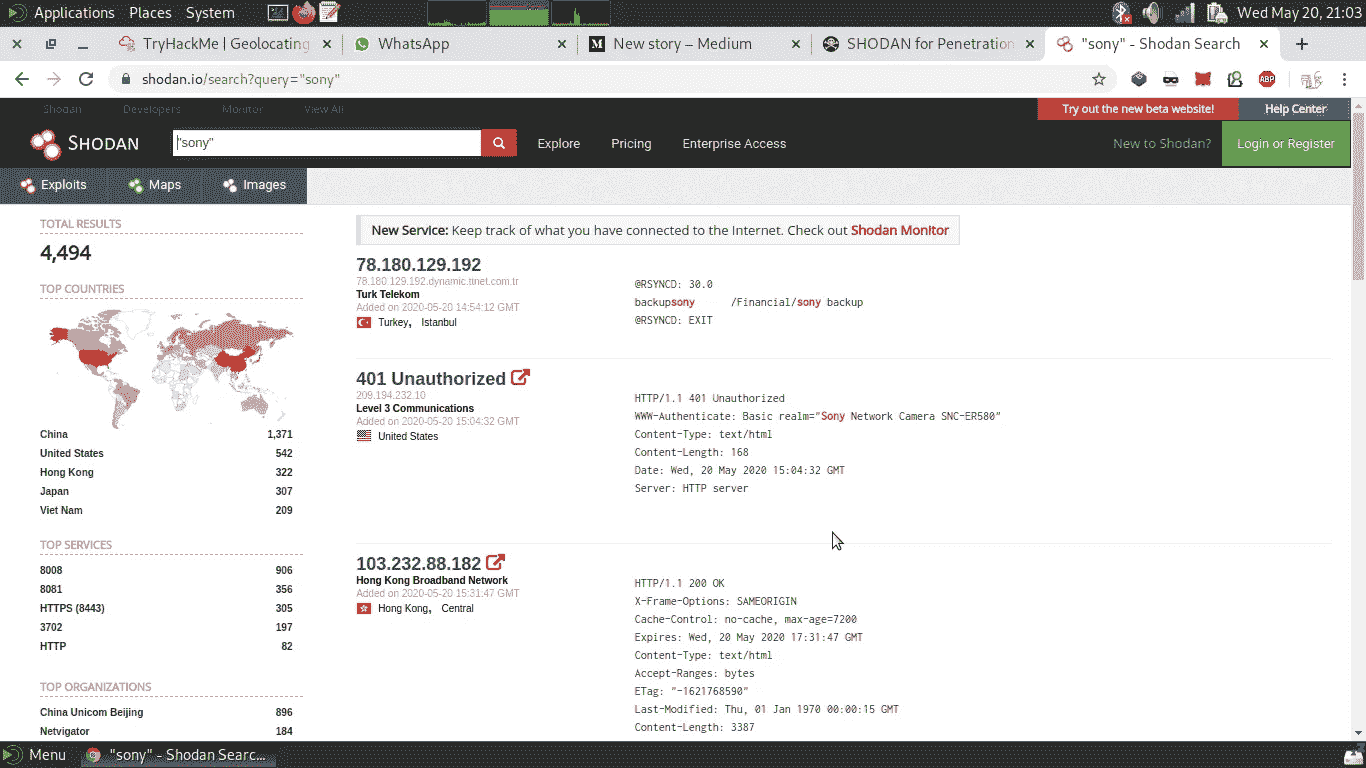 Applications Places System Wed May 20, 21:03
TryHackMe | Geolocating WhatsApp New story – Medium SHODAN for Penetration "sony" - Shodan Search
shodan.io/search?query="sony"
ABP
Shodan Developers Monitor View All Try out the new beta website! Help Center
SHODAN "sony" Explore Pricing Enterprise Access New to Shodan? Login or Register
Exploits Maps Images
TOTAL RESULTS
4,494
TOP COUNTRIES
China 1,371
United States 542
Hong Kong 322
Japan 307
Viet Nam 209
TOP SERVICES
8008 906
8081 356
HTTPS (8443) 305
3702 197
HTTP 82
TOP ORGANIZATIONS
China Unicom Beijing 896
Netvigator 184
New Service: Keep track of what you have connected to the Internet. Check out Shodan Monitor
78.180.129.192
78.180.129.192.dynamic.ttnet.com.tr
Turk Telekom
Added on 2020-05-20 14:54:12 GMT
Turkey, Istanbul
@RSYNCD: 30.0
backupsony /Financial/sony backup
@RSYNCD: EXIT
401 Unauthorized
209.194.232.10
Level 3 Communications
Added on 2020-05-20 15:04:32 GMT
United States
HTTP/1.1 401 Unauthorized
WWW-Authenticate: Basic realm="Sony Network Camera SNC-ER580"
Content-Type: text/html
Content-Length: 168
Date: Wed, 20 May 2020 15:04:32 GMT
Server: HTTP server
103.232.88.182
Hong Kong Broadband Network
Added on 2020-05-20 15:31:47 GMT
Hong Kong, Central
HTTP/1.1 200 OK
X-Frame-Options: SAMEORIGIN
Cache-Control: no-cache, max-age=7200
Expires: Wed, 20 May 2020 17:31:47 GMT
Content-Type: text/html
Accept-Ranges: bytes
ETag: "-1621768590"
Last-Modified: Thu, 01 Jan 1970 00:00:15 GMT
Content-Length: 3387
Menu "sony" - Shodan Searc...